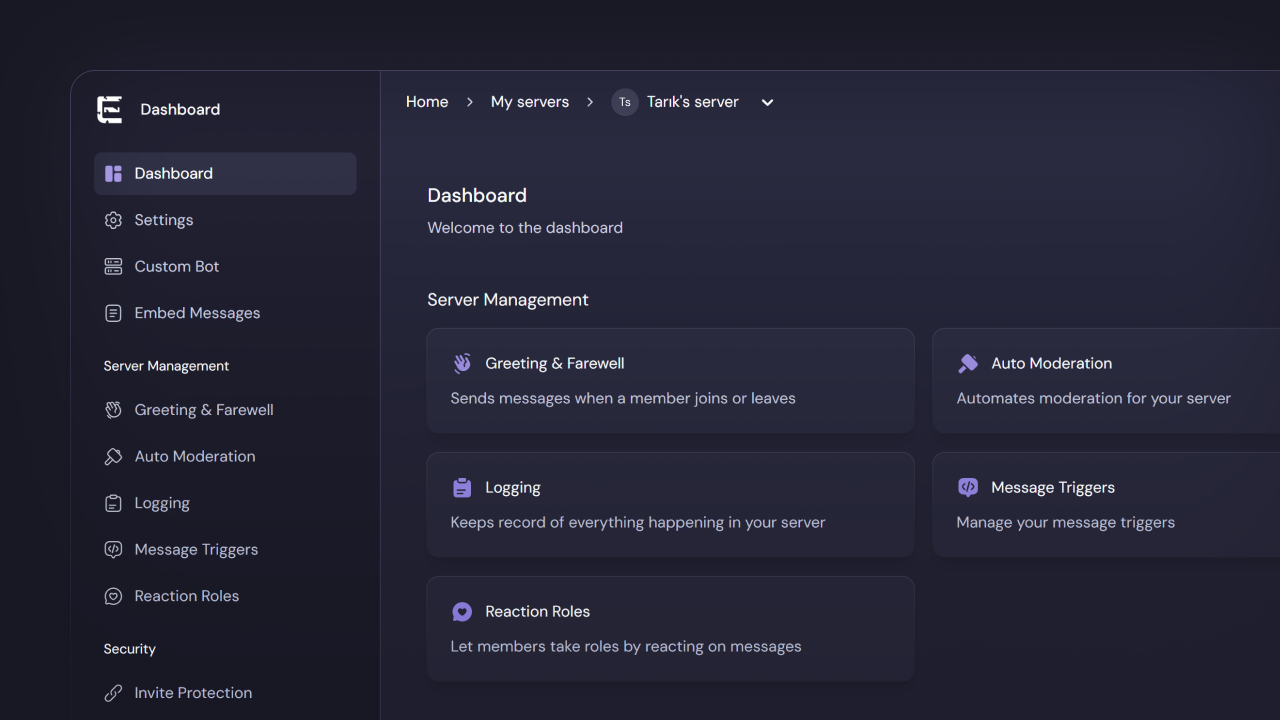 Dashboard
Dashboard
Settings
Custom Bot
Embed Messages
Server Management
Greeting & Farewell
Auto Moderation
Logging
Message Triggers
Reaction Roles
Security
Invite Protection
Home > My servers > Ts Tarık's server
Dashboard
Welcome to the dashboard
Server Management
Greeting & Farewell
Sends messages when a member joins or leaves
Auto Moderation
Automates moderation for your server
Logging
Keeps record of everything happening in your server
Message Triggers
Manage your message triggers
Reaction Roles
Let members take roles by reacting on messages